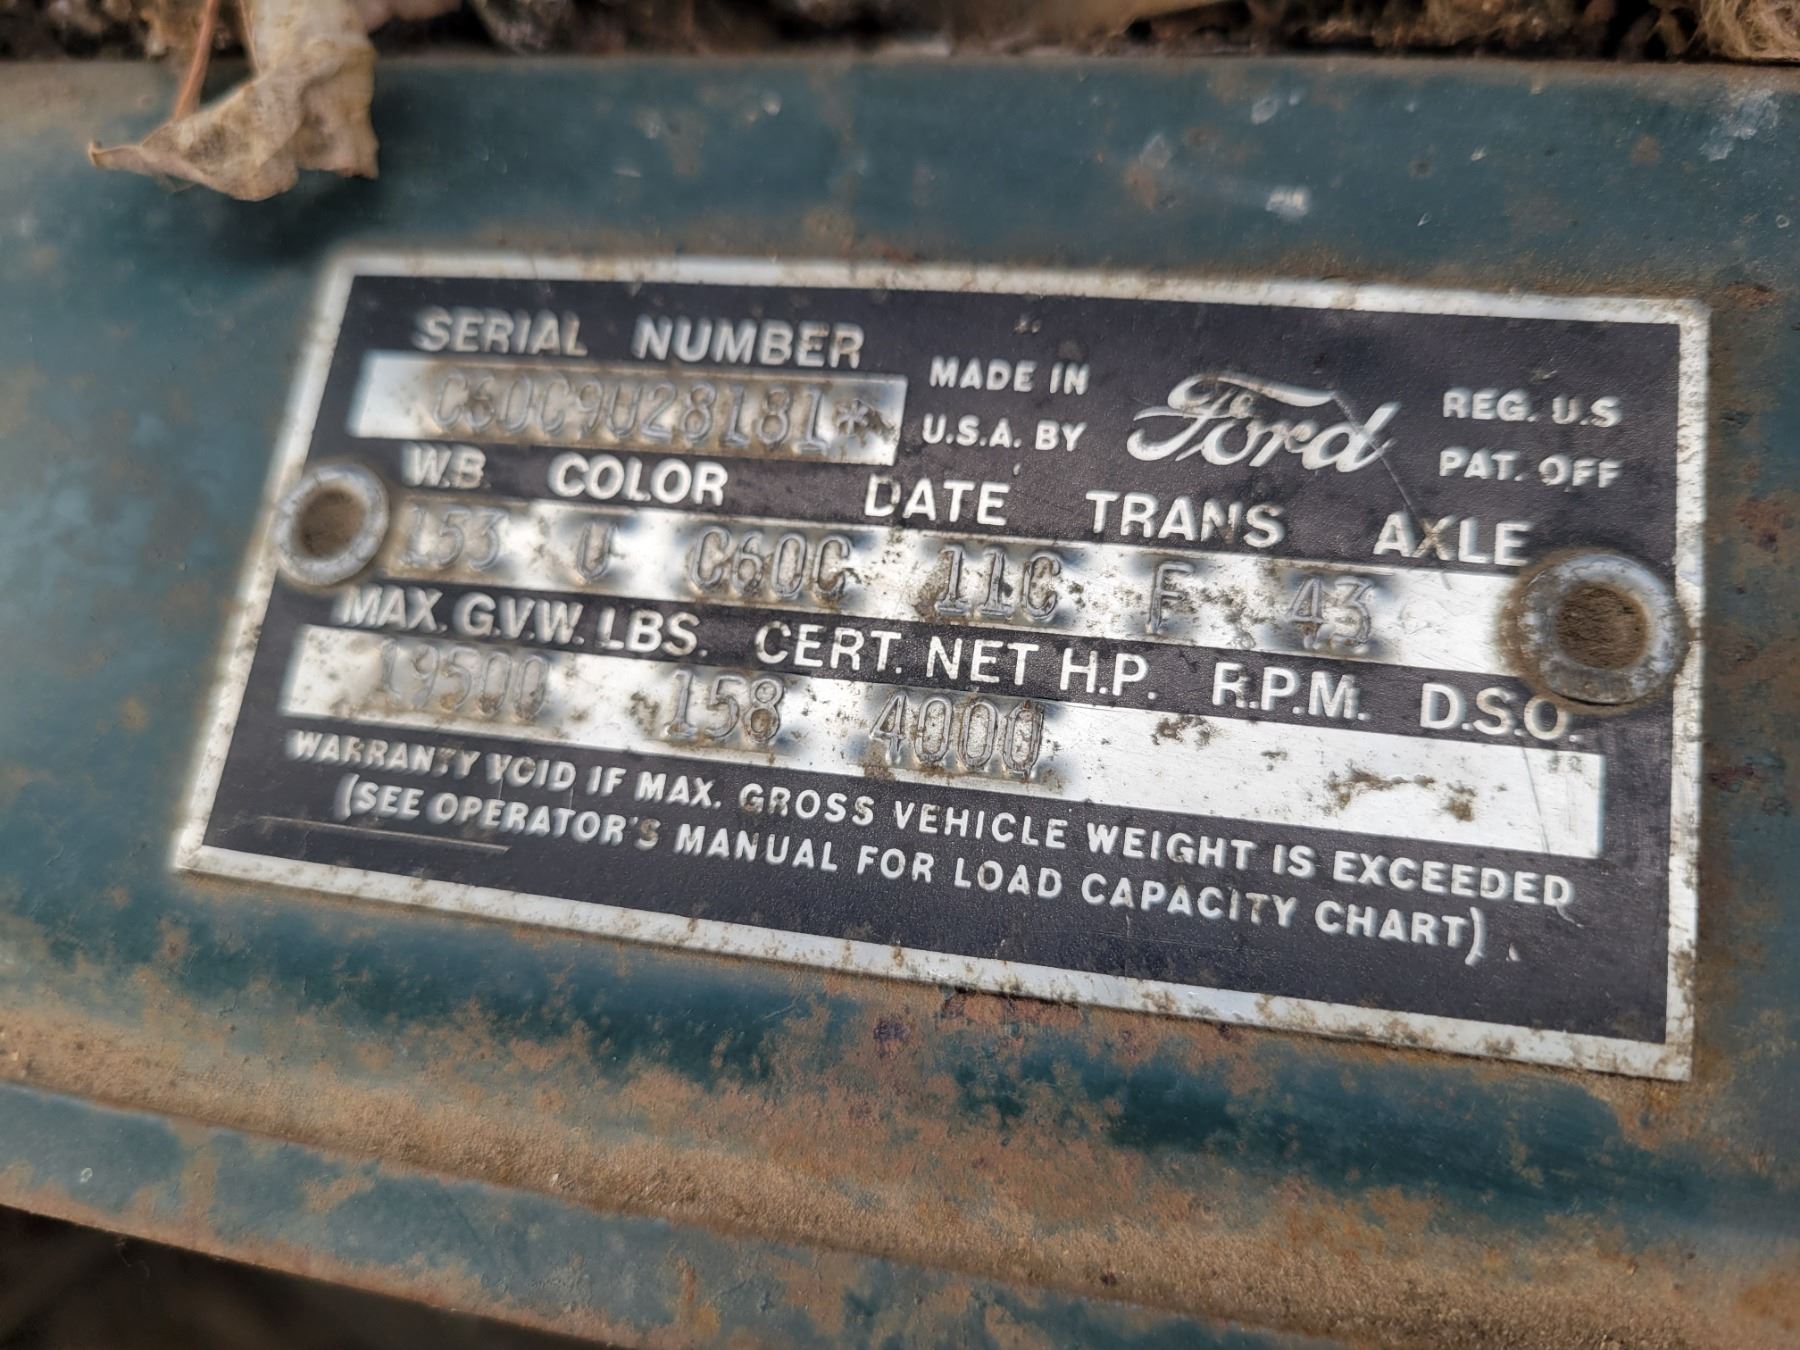 SERIAL NUMBER
C60C9U28181*
MADE IN
U.S.A. BY
Ford
REG. U.S
PAT. OFF
W.B. COLOR DATE TRANS AXLE
153 U C60C 11C F 43
MAX. G.V.W. LBS. CERT. NET H.P. R.P.M. D.S.O.
19500 158 4000
WARRANTY VOID IF MAX. GROSS VEHICLE WEIGHT IS EXCEEDED
(SEE OPERATOR'S MANUAL FOR LOAD CAPACITY CHART)